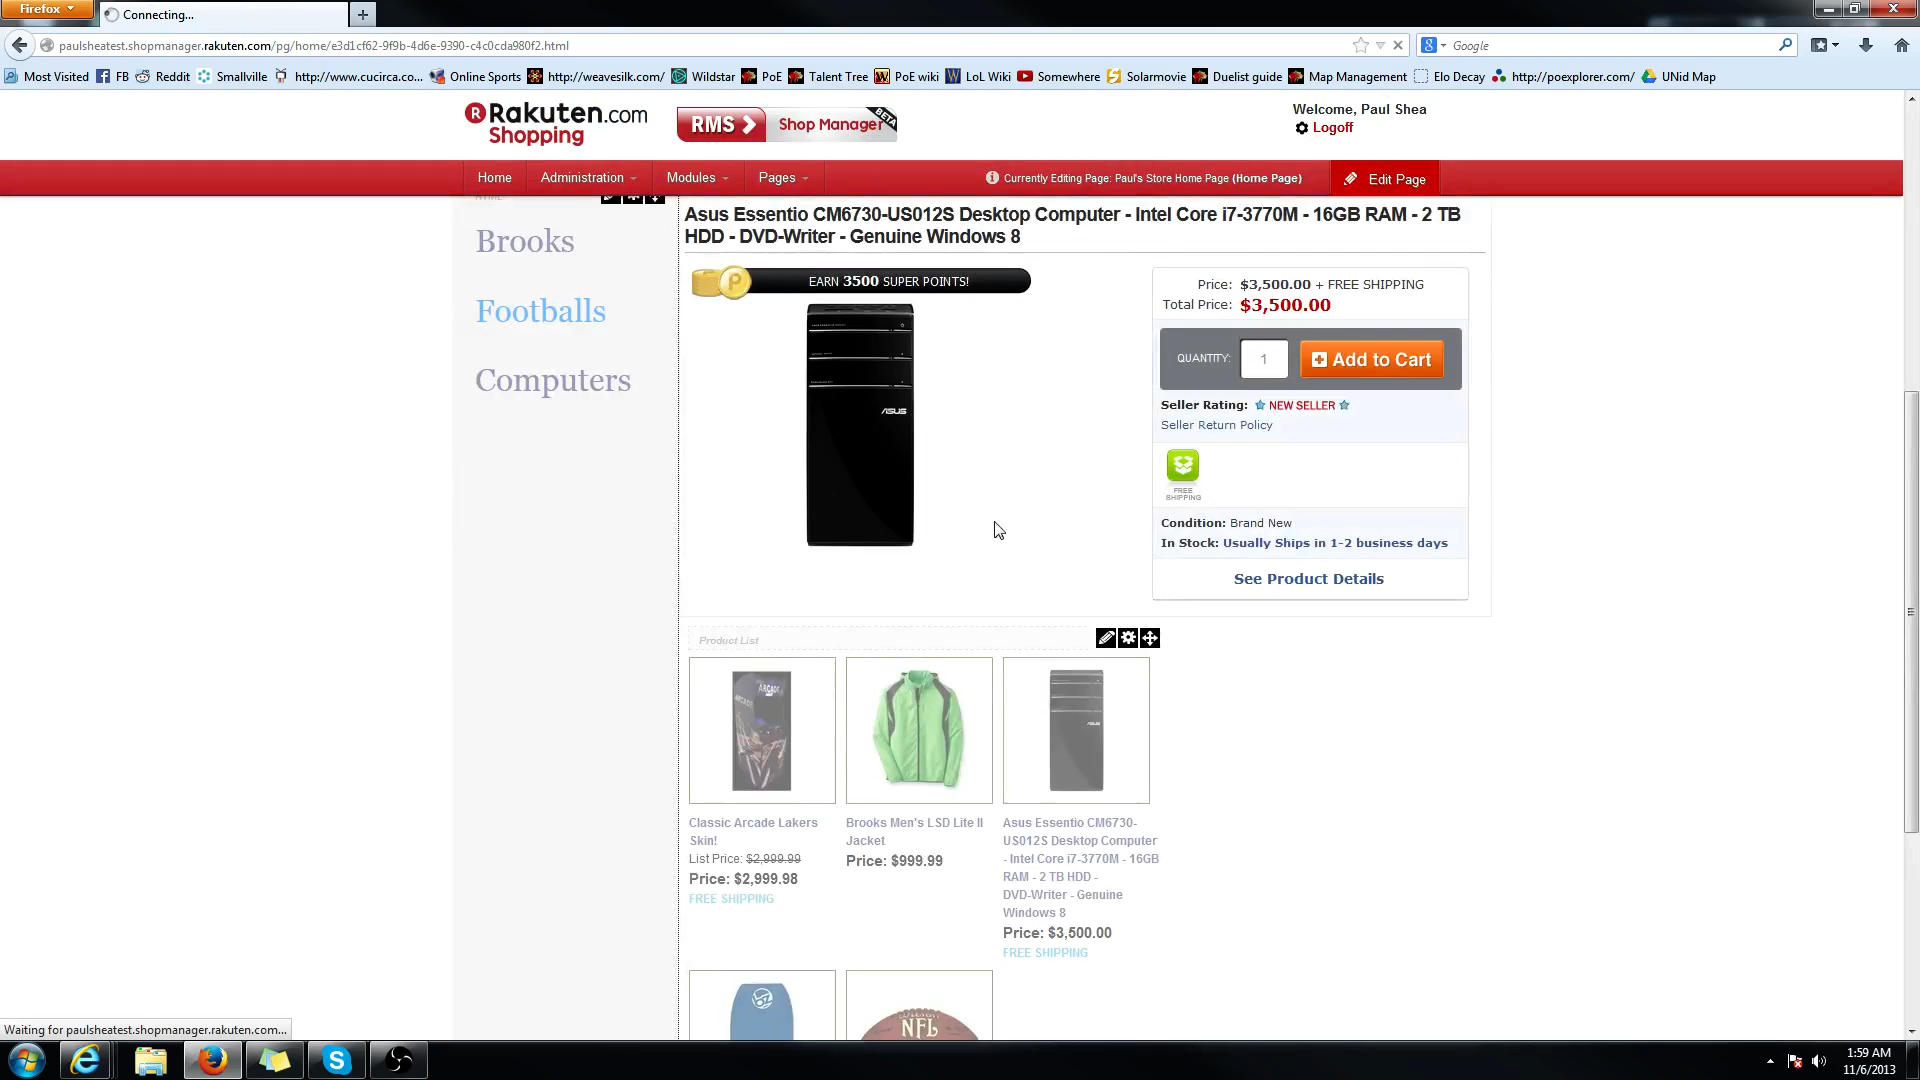 Firefox
Connecting...
paulsheatest.shopmanager.rakuten.com/pg/home/e3d1cf62-9f9b-4d6e-9390-c4c0cda980f2.html
Google
Most Visited FB Reddit Smallville http://www.cucirca.co... Online Sports http://weavesilk.com/ Wildstar PoE Talent Tree PoE wiki LoL Wiki Somewhere Solarmovie Duelist guide Map Management Elo Decay http://poexplorer.com/ UNid Map
Rakuten.com
Shopping
RMS Shop Manager BETA
Welcome, Paul Shea
Logoff
Home Administration Modules Pages
Currently Editing Page: Paul's Store Home Page (Home Page)
Edit Page
HTML
Brooks
Footballs
Computers
Asus Essentio CM6730-US012S Desktop Computer - Intel Core i7-3770M - 16GB RAM - 2 TB
HDD - DVD-Writer - Genuine Windows 8
EARN 3500 SUPER POINTS!
ASUS
Price: $3,500.00 + FREE SHIPPING
Total Price: $3,500.00
QUANTITY: 1 Add to Cart
Seller Rating: NEW SELLER
Seller Return Policy
FREE
SHIPPING
Condition: Brand New
In Stock: Usually Ships in 1-2 business days
See Product Details
Product List
ARCADE
ARCADE
ASUS
Classic Arcade Lakers
Skin!
List Price: $2,999.99
Price: $2,999.98
FREE SHIPPING
Brooks Men's LSD Lite II
Jacket
Price: $999.99
Asus Essentio CM6730-
US012S Desktop Computer
- Intel Core i7-3770M - 16GB
RAM - 2 TB HDD -
DVD-Writer - Genuine
Windows 8
Price: $3,500.00
FREE SHIPPING
NFL
Waiting for paulsheatest.shopmanager.rakuten.com...
1:59 AM
11/6/2013